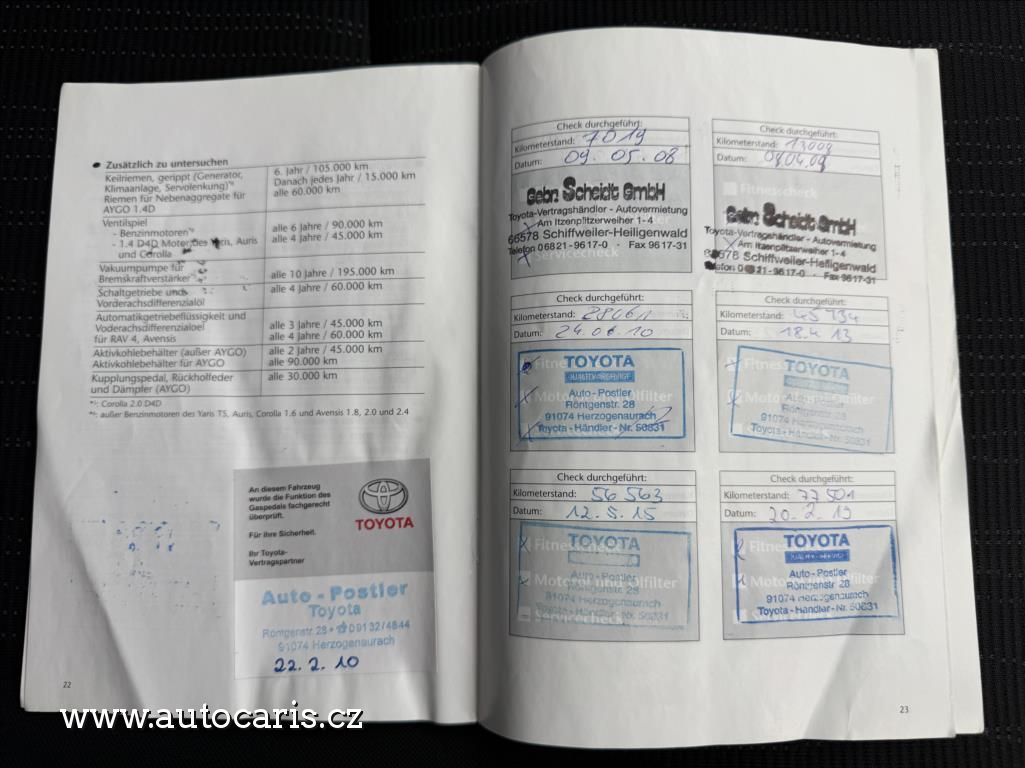 Zusätzlich zu untersuchen
Keilriemen, gerippt (Generator,
Klimaanlage, Servolenkung)
Riemen für Nebenaggregate für
AYGO 1.4D
6. Jahr / 105.000 km
Danach jedes Jahr / 15.000 km
alle 60.000 km
Ventilspiel
- Benzinmotoren
- 1.4 D4D Motor des Yaris, Auris
und Corolla
alle 6 Jahre / 90.000 km
alle 4 Jahre / 45.000 km
Vakuumpumpe für
Bremskraftverstärker
alle 10 Jahre / 195.000 km
Schaltgetriebe und
Vorderachsdifferenzialöl
alle 4 Jahre / 60.000 km
Automatikgetriebeflüssigkeit und
Voderachsdifferenzialoel
für RAV 4, Avensis
alle 3 Jahre / 45.000 km
alle 4 Jahre / 60.000 km
Aktivkohlebehälter (außer AYGO)
Aktivkohlebehälter für AYGO
alle 2 Jahre / 45.000 km
alle 90.000 km
Kupplungspedal, Rückholfeder
und Dämpfer (AYGO)
alle 30.000 km
Corolla 2.0 D4D
außer Benzinmotoren des Yaris TS, Auris, Corolla 1.6 und Avensis 1.8, 2.0 und 2.4
An diesem Fahrzeug
wurde die Funktion des
Gaspedals fachgerecht
überprüft.
Für Ihre Sicherheit.
Ihr Toyota-
Vertragspartner
TOYOTA
Auto - Postler
Toyota
Röntgenstr. 28 • ☎ 09132/4844
91074 Herzogenaurach
22. 2. 10
22
Check durchgeführt:
Kilometerstand: 7019
Datum: 09. 05. 08
Gebr. Scheidt GmbH
Toyota-Vertragshändler - Autovermietung
Am Itzenplitzerweiher 1-4
66578 Schiffweiler-Heiligenwald
Telefon 06821-9617-0 · Fax 9617-31
Servicecheck
Check durchgeführt:
Kilometerstand:
Datum:
Fitnesscheck
Gebr. Scheidt GmbH
Toyota-Vertragshändler - Autovermietung
Am Itzenplitzerweiher 1-4
Schiffweiler-Heiligenwald
Fax 9617-31
Check durchgeführt:
Kilometerstand: 28061
Datum: 24. 06. 10
TOYOTA
Auto - Postler
Röntgenstr. 28
91074 Herzogenaurach
Toyota - Händler - Nr. 50831
Check durchgeführt:
Kilometerstand:
Datum: 18.4.13
TOYOTA
Auto - Postler
Röntgenstr. 28
91074 Herzogenaurach
Toyota - Händler - Nr. 50831
Check durchgeführt:
Kilometerstand: 56 563
Datum: 12. 5. 15
Fitnesscheck
TOYOTA
Motoröl und Ölfilter
Servicecheck
Check durchgeführt:
Kilometerstand: 77 501
Datum: 20. 2. 19
TOYOTA
Auto - Postler
Röntgenstr. 28
91074 Herzogenaurach
Toyota - Händler - Nr. 50831
23
www.autocaris.cz